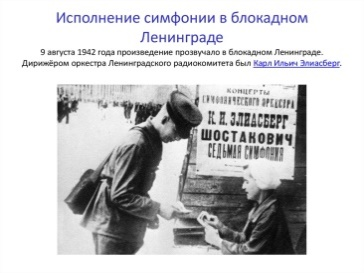 Исполнение симфонии в блокадном
Ленинграде
9 августа 1942 года произведение прозвучало в блокадном Ленинграде.
Дирижёром оркестра Ленинградского радиокомитета был Карл Ильич Элиасберг.
КОНЦЕРТЫ
СИМФОНИЧЕСКОГО ОРКЕСТРА
К. И. ЭЛИАСБЕРГ
ШОСТАКОВИЧ
СЕДЬМАЯ СИМФОНИЯ